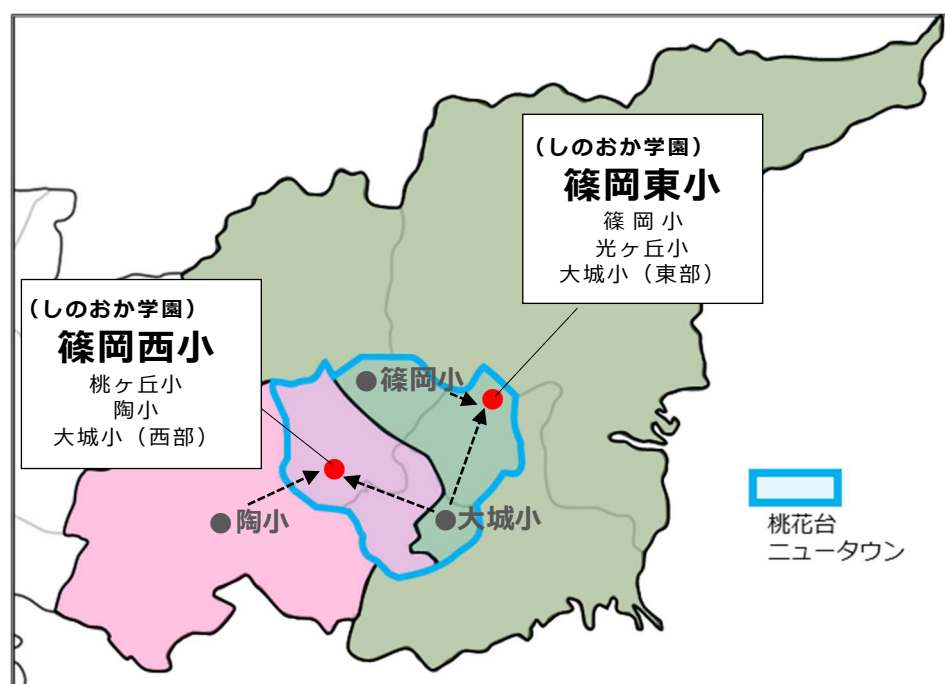 (しのおか学園)
篠岡東小
篠岡小
光ヶ丘小
大城小(東部)
(しのおか学園)
篠岡西小
桃ヶ丘小
陶小
大城小(西部)
●篠岡小
●陶小
●大城小
桃花台
ニュータウン